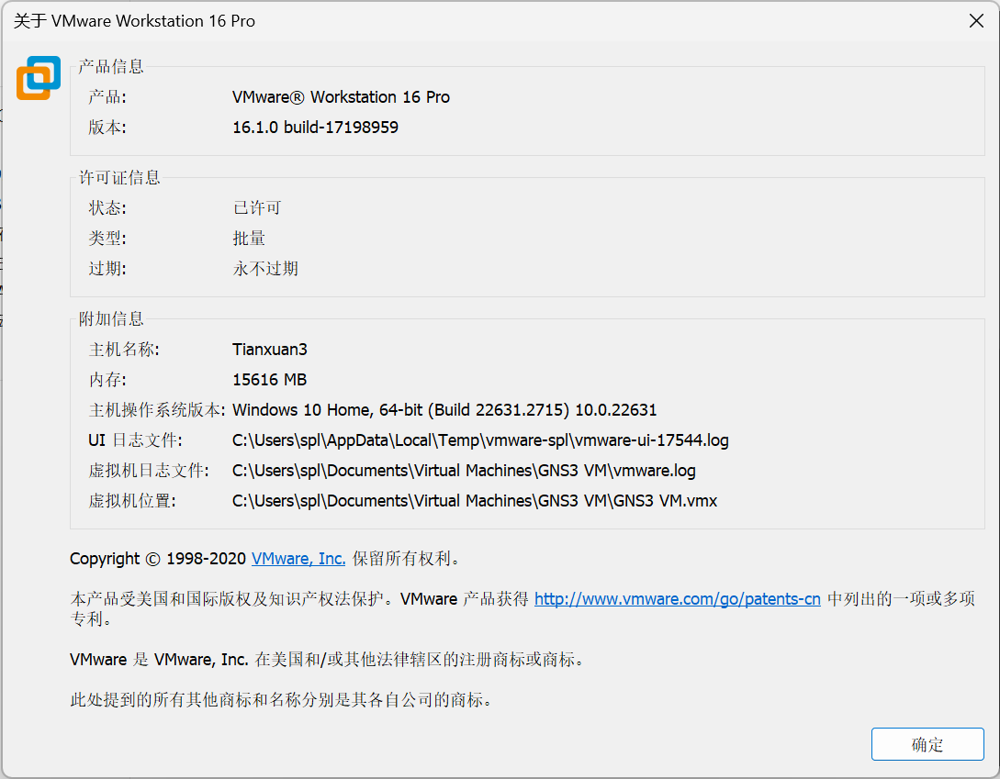 关于 VMware Workstation 16 Pro
产品信息
产品: VMware® Workstation 16 Pro
版本: 16.1.0 build-17198959
许可证信息
状态: 已许可
类型: 批量
过期: 永不过期
附加信息
主机名称: Tianxuan3
内存: 15616 MB
主机操作系统版本: Windows 10 Home, 64-bit (Build 22631.2715) 10.0.22631
UI 日志文件: C:\Users\spl\AppData\Local\Temp\vmware-spl\vmware-ui-17544.log
虚拟机日志文件: C:\Users\spl\Documents\Virtual Machines\GNS3 VM\vmware.log
虚拟机位置: C:\Users\spl\Documents\Virtual Machines\GNS3 VM\GNS3 VM.vmx
Copyright © 1998-2020 VMware, Inc. 保留所有权利。
本产品受美国和国际版权及知识产权法保护。VMware 产品获得 http://www.vmware.com/go/patents-cn 中列出的一项或多项
专利。
VMware 是 VMware, Inc. 在美国和/或其他法律辖区的注册商标或商标。
此处提到的所有其他商标和名称分别是其各自公司的商标。
确定